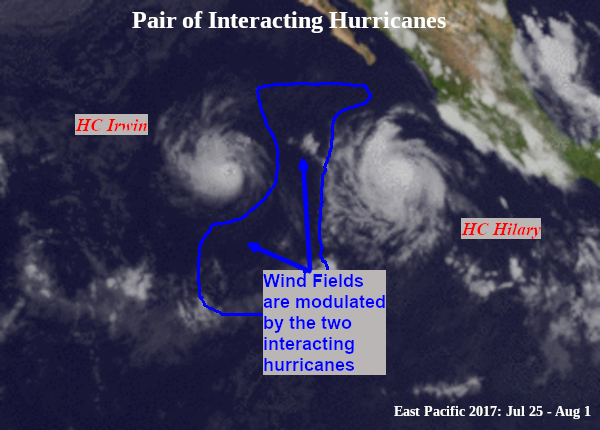 Pair of Interacting Hurricanes
HC Irwin
HC Hilary
Wind Fields
are modulated
by the two
interacting
hurricanes
East Pacific 2017: Jul 25 - Aug 1